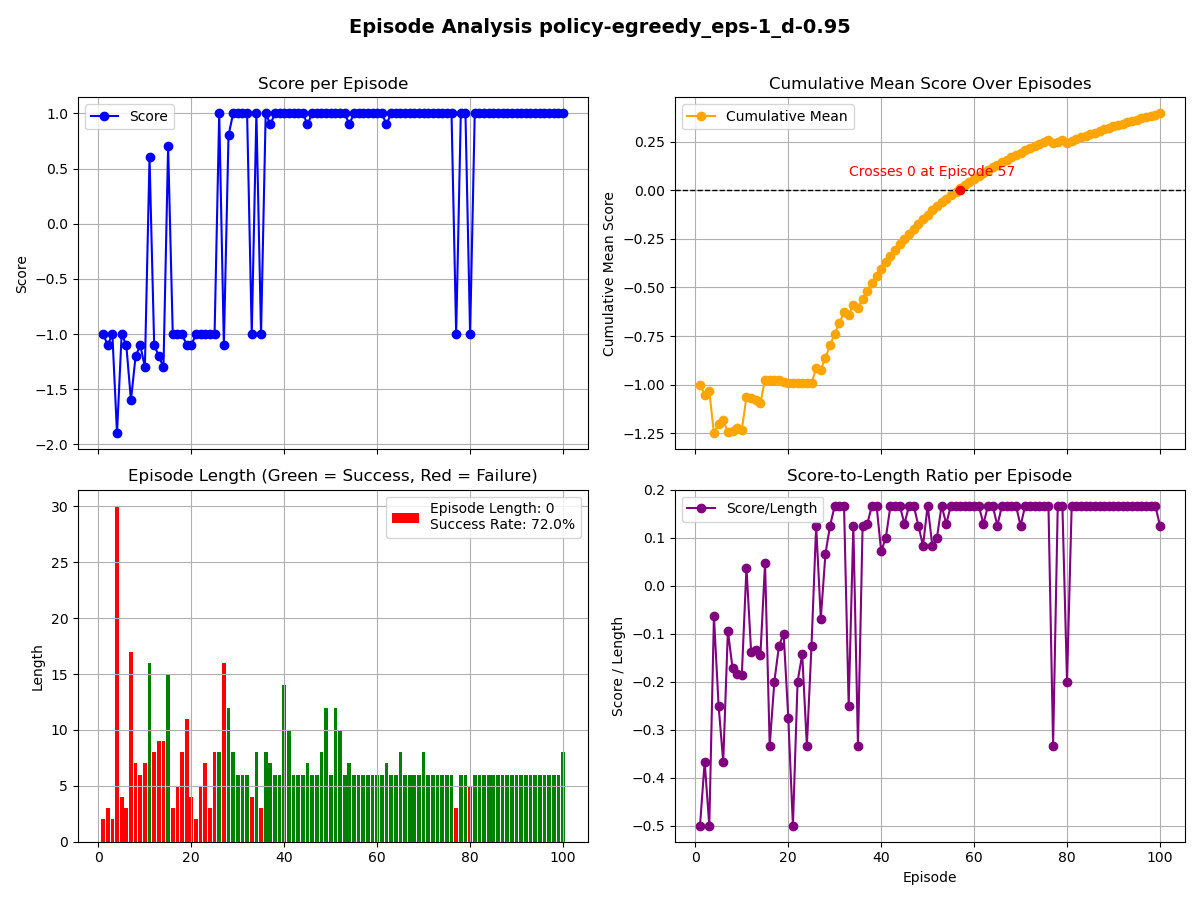 Episode Analysis policy-egreedy_eps-1_d-0.95
Score per Episode
Score
1.0
0.5
0.0
−0.5
−1.0
−1.5
−2.0
Score
Cumulative Mean Score Over Episodes
Cumulative Mean
Crosses 0 at Episode 57
0.25
0.00
−0.25
−0.50
−0.75
−1.00
−1.25
Cumulative Mean Score
Episode Length (Green = Success, Red = Failure)
Episode Length: 0
Success Rate: 72.0%
30
25
20
15
10
5
0
Length
0 20 40 60 80 100
Score-to-Length Ratio per Episode
Score/Length
0.2
0.1
0.0
−0.1
−0.2
−0.3
−0.4
−0.5
Score / Length
0 20 40 60 80 100
Episode